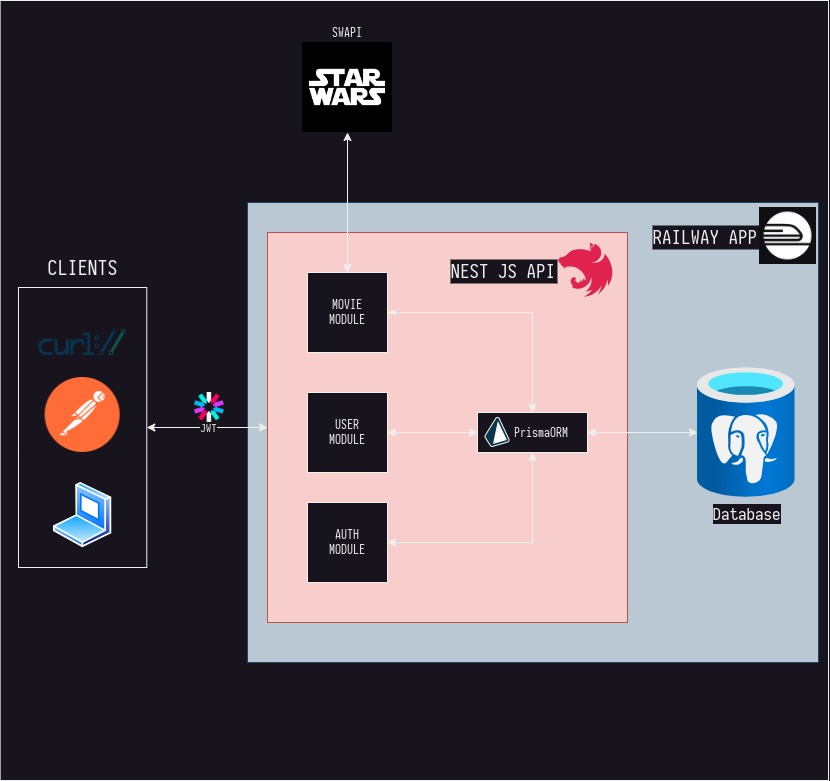 SWAPI
STAR
WARS
RAILWAY APP
NEST JS API
CLIENTS
MOVIE
MODULE
curl://
JWT
USER
MODULE
PrismaORM
Database
AUTH
MODULE